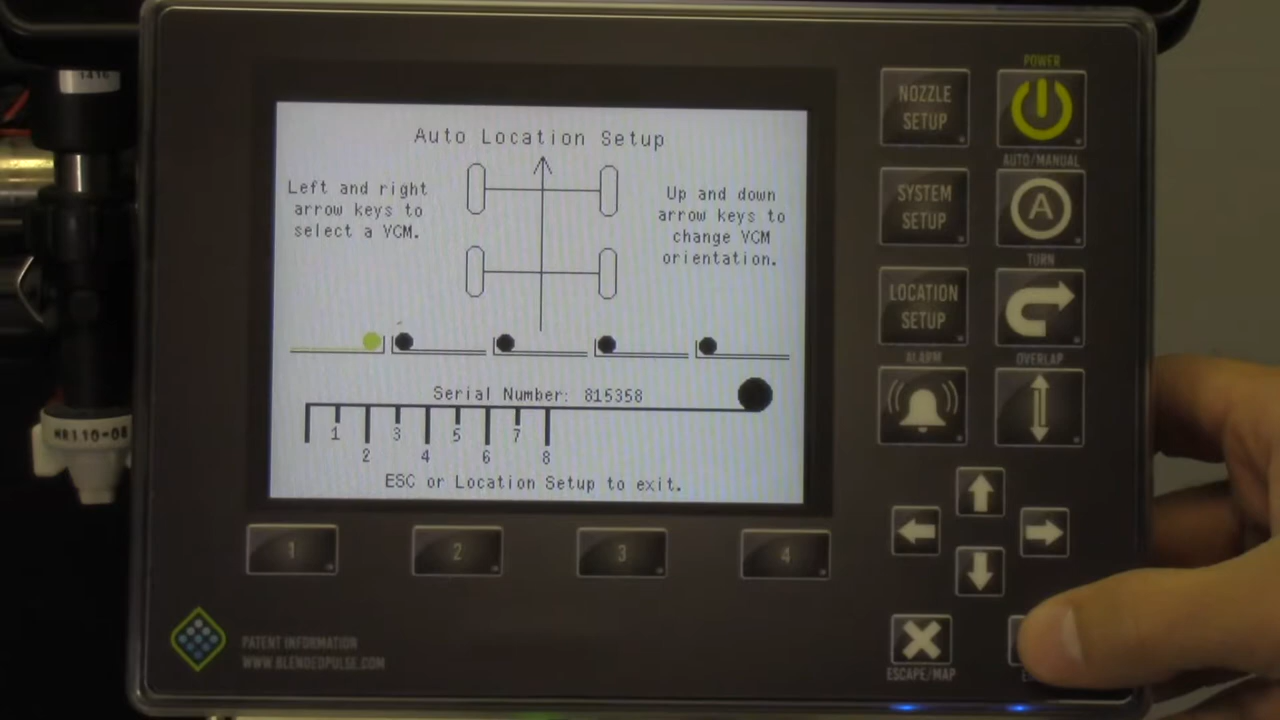 1416
HR110-08
Auto Location Setup
Left and right
arrow keys to
select a VCM.
Up and down
arrow keys to
change VCM
orientation.
Serial Number: 815358
1
2
3
4
5
6
7
8
ESC or Location Setup to exit.
NOZZLE
SETUP
POWER
SYSTEM
SETUP
AUTO/MANUAL
A
LOCATION
SETUP
TURN
ALARM
OVERLAP
1
2
3
4
ESCAPE/MAP
PATENT INFORMATION
WWW.BLENDEDPULSE.COM